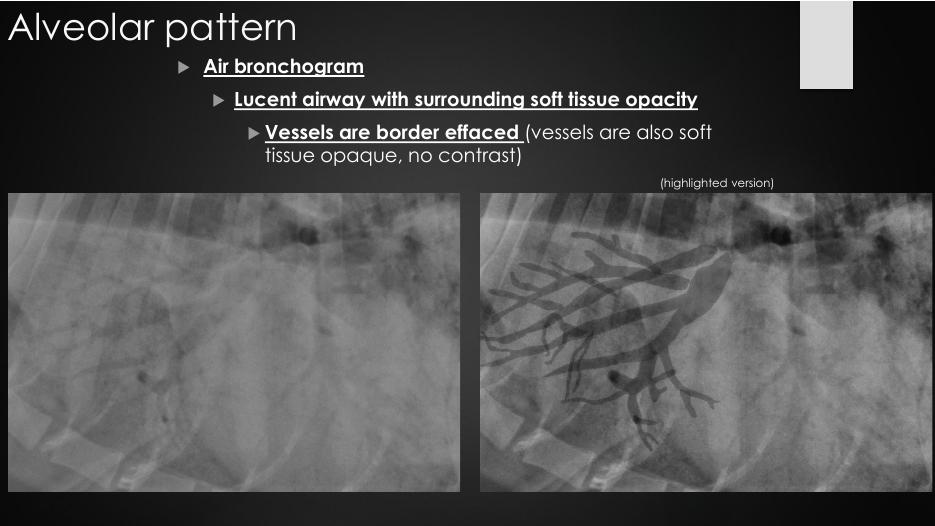 Alveolar pattern
Air bronchogram
Lucent airway with surrounding soft tissue opacity
Vessels are border effaced (vessels are also soft
tissue opaque, no contrast)
(highlighted version)